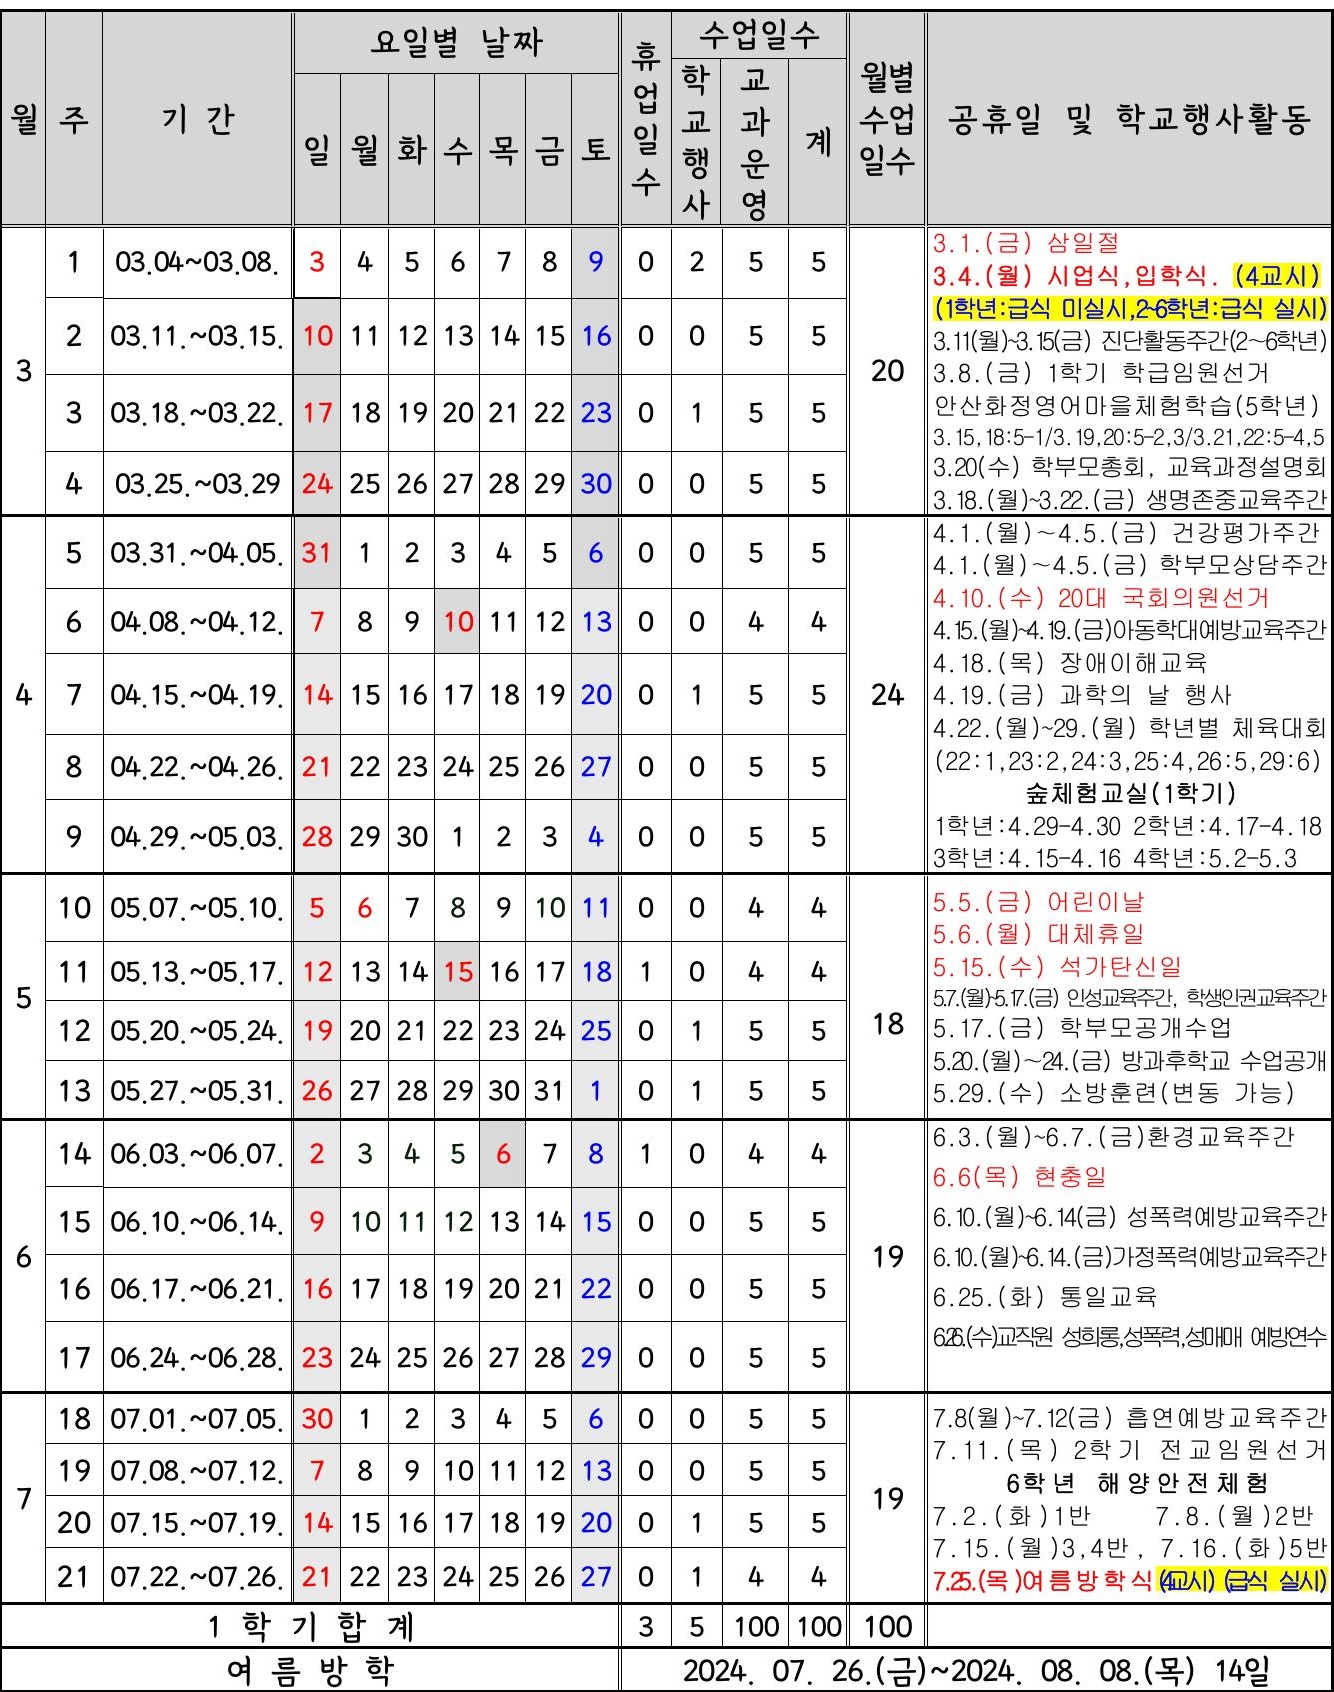 월 주 기 간 요일별 날짜 휴업일수 수업일수 월별 수업 일수 공휴일 및 학교행사활동
일 월 화 수 목 금 토 학교행사 교과운영 계
3 20
1 03.04~03.08. 3 4 5 6 7 8 9 0 2 5 5
2 03.11.~03.15. 10 11 12 13 14 15 16 0 0 5 5
3 03.18.~03.22. 17 18 19 20 21 22 23 0 1 5 5
4 03.25.~03.29 24 25 26 27 28 29 30 0 0 5 5
3.1.(금) 삼일절
3.4.(월) 시업식,입학식. (4교시)
(1학년:급식 미실시,2~6학년:급식 실시)
3.11(월)~3.15(금) 진단활동주간(2~6학년)
3.8.(금) 1학기 학급임원선거
안산화정영어마을체험학습(5학년)
3.15,18:5-1/3.19,20:5-2,3/3.21,22:5-4,5
3.20(수) 학부모총회, 교육과정설명회
3.18.(월)~3.22.(금) 생명존중교육주간
4 24
5 03.31.~04.05. 31 1 2 3 4 5 6 0 0 5 5
6 04.08.~04.12. 7 8 9 10 11 12 13 0 0 4 4
7 04.15.~04.19. 14 15 16 17 18 19 20 0 1 5 5
8 04.22.~04.26. 21 22 23 24 25 26 27 0 0 5 5
9 04.29.~05.03. 28 29 30 1 2 3 4 0 0 5 5
4.1.(월)~4.5.(금) 건강평가주간
4.1.(월)~4.5.(금) 학부모상담주간
4.10.(수) 20대 국회의원선거
4.15.(월)~4.19.(금)아동학대예방교육주간
4.18.(목) 장애이해교육
4.19.(금) 과학의 날 행사
4.22.(월)~29.(월) 학년별 체육대회
(22:1,23:2,24:3,25:4,26:5,29:6)
숲체험교실(1학기)
1학년:4.29-4.30 2학년:4.17-4.18
3학년:4.15-4.16 4학년:5.2-5.3
5 18
10 05.07.~05.10. 5 6 7 8 9 10 11 0 0 4 4
11 05.13.~05.17. 12 13 14 15 16 17 18 1 0 4 4
12 05.20.~05.24. 19 20 21 22 23 24 25 0 1 5 5
13 05.27.~05.31. 26 27 28 29 30 31 1 0 1 5 5
5.5.(금) 어린이날
5.6.(월) 대체휴일
5.15.(수) 석가탄신일
5.7.(월)~5.17.(금) 인성교육주간, 학생인권교육주간
5.17.(금) 학부모공개수업
5.20.(월)~24.(금) 방과후학교 수업공개
5.29.(수) 소방훈련(변동 가능)
6 19
14 06.03.~06.07. 2 3 4 5 6 7 8 1 0 4 4
15 06.10.~06.14. 9 10 11 12 13 14 15 0 0 5 5
16 06.17.~06.21. 16 17 18 19 20 21 22 0 0 5 5
17 06.24.~06.28. 23 24 25 26 27 28 29 0 0 5 5
6.3.(월)~6.7.(금)환경교육주간
6.6(목) 현충일
6.10.(월)~6.14(금) 성폭력예방교육주간
6.10.(월)~6.14.(금)가정폭력예방교육주간
6.25.(화) 통일교육
6.26.(수)교직원 성희롱,성폭력,성매매 예방연수
7 19
18 07.01.~07.05. 30 1 2 3 4 5 6 0 0 5 5
19 07.08.~07.12. 7 8 9 10 11 12 13 0 0 5 5
20 07.15.~07.19. 14 15 16 17 18 19 20 0 1 5 5
21 07.22.~07.26. 21 22 23 24 25 26 27 0 1 4 4
7.8(월)~7.12(금) 흡연예방교육주간
7.11.(목) 2학기 전교임원선거
6학년 해양안전체험
7.2.(화)1반 7.8.(월)2반
7.15.(월)3,4반, 7.16.(화)5반
7.25.(목)여름방학식(4교시) (급식 실시)
1 학 기 합 계 3 5 100 100 100
여 름 방 학 2024. 07. 26.(금)~2024. 08. 08.(목) 14일